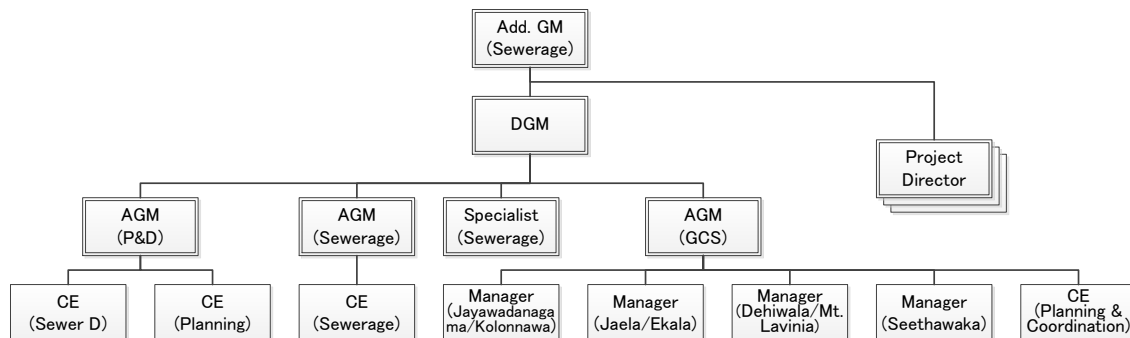 Add. GM
(Sewerage)
DGM
Project
Director
AGM
(P&D)
AGM
(Sewerage)
Specialist
(Sewerage)
AGM
(GCS)
CE
(Sewer D)
CE
(Planning)
CE
(Sewerage)
Manager
(Jayawadanaga
ma/Kolonnawa)
Manager
(Jaela/Ekala)
Manager
(Dehiwala/Mt.
Lavinia)
Manager
(Seethawaka)
CE
(Planning &
Coordination)